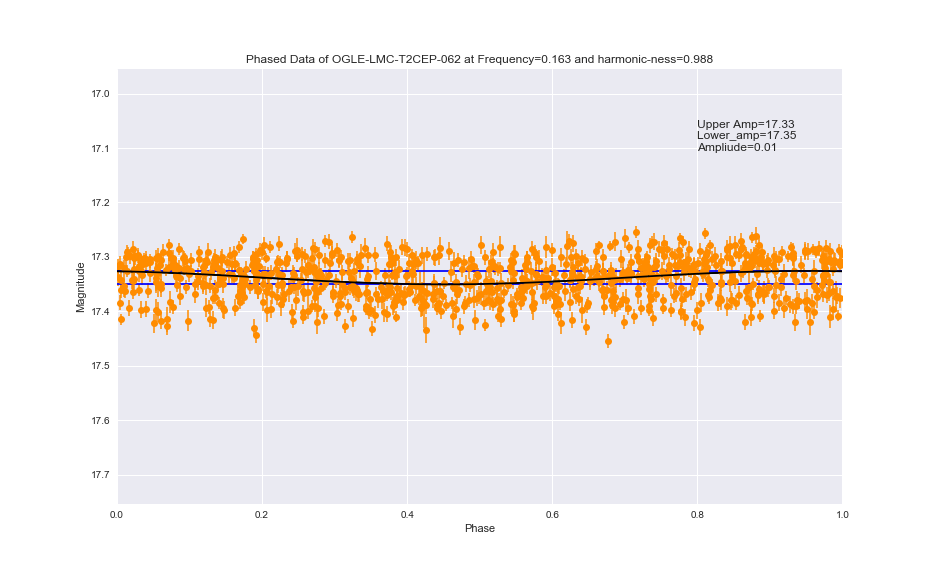 Phased Data of OGLE-LMC-T2CEP-062 at Frequency=0.163 and harmonic-ness=0.988
17.0
Upper Amp=17.33
Lower_amp=17.35
Ampliude=0.01
17.1
17.2
17.3
Magnitude
17.4
17.5
17.6
17.7
0.0 0.2 0.4 0.6 0.8 1.0
Phase